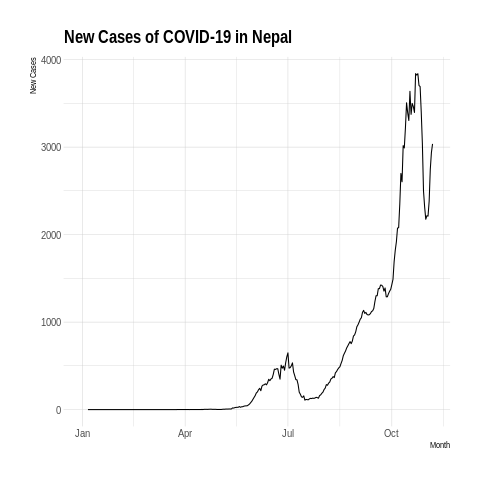 New Cases of COVID-19 in Nepal
New Cases
4000
3000
2000
1000
0
Jan Apr Jul Oct
Month